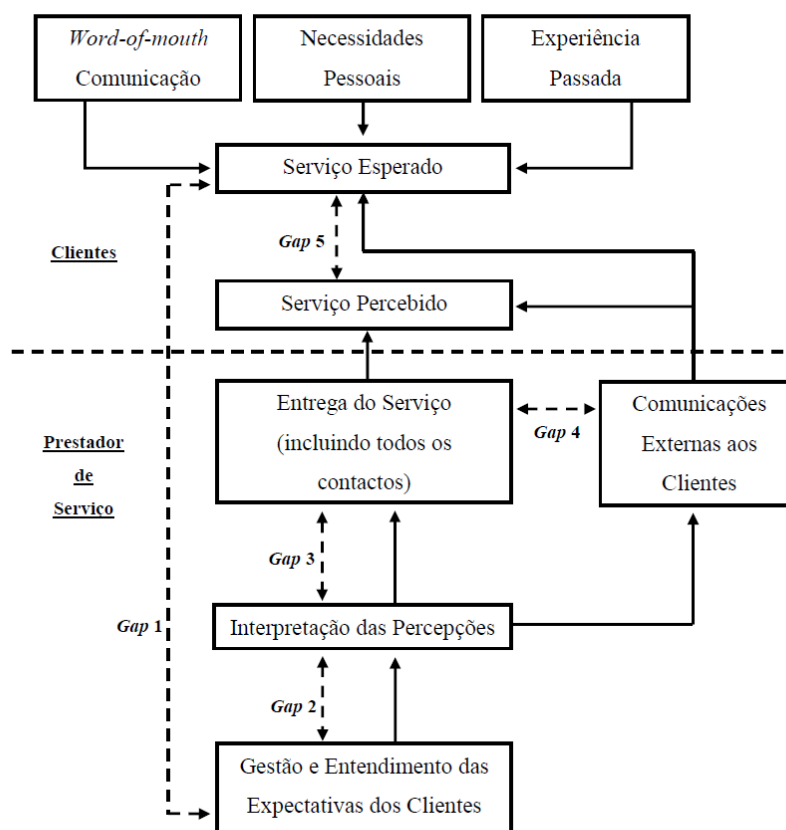 Word-of-mouth
Comunicação
Necessidades
Pessoais
Experiência
Passada
Serviço Esperado
Gap 5
Clientes
Serviço Percebido
Entrega do Serviço
(incluindo todos os
contactos)
Gap 4
Comunicações
Externas aos
Clientes
Prestador
de
Serviço
Gap 3
Gap 1
Interpretação das Percepções
Gap 2
Gestão e Entendimento das
Expectativas dos Clientes